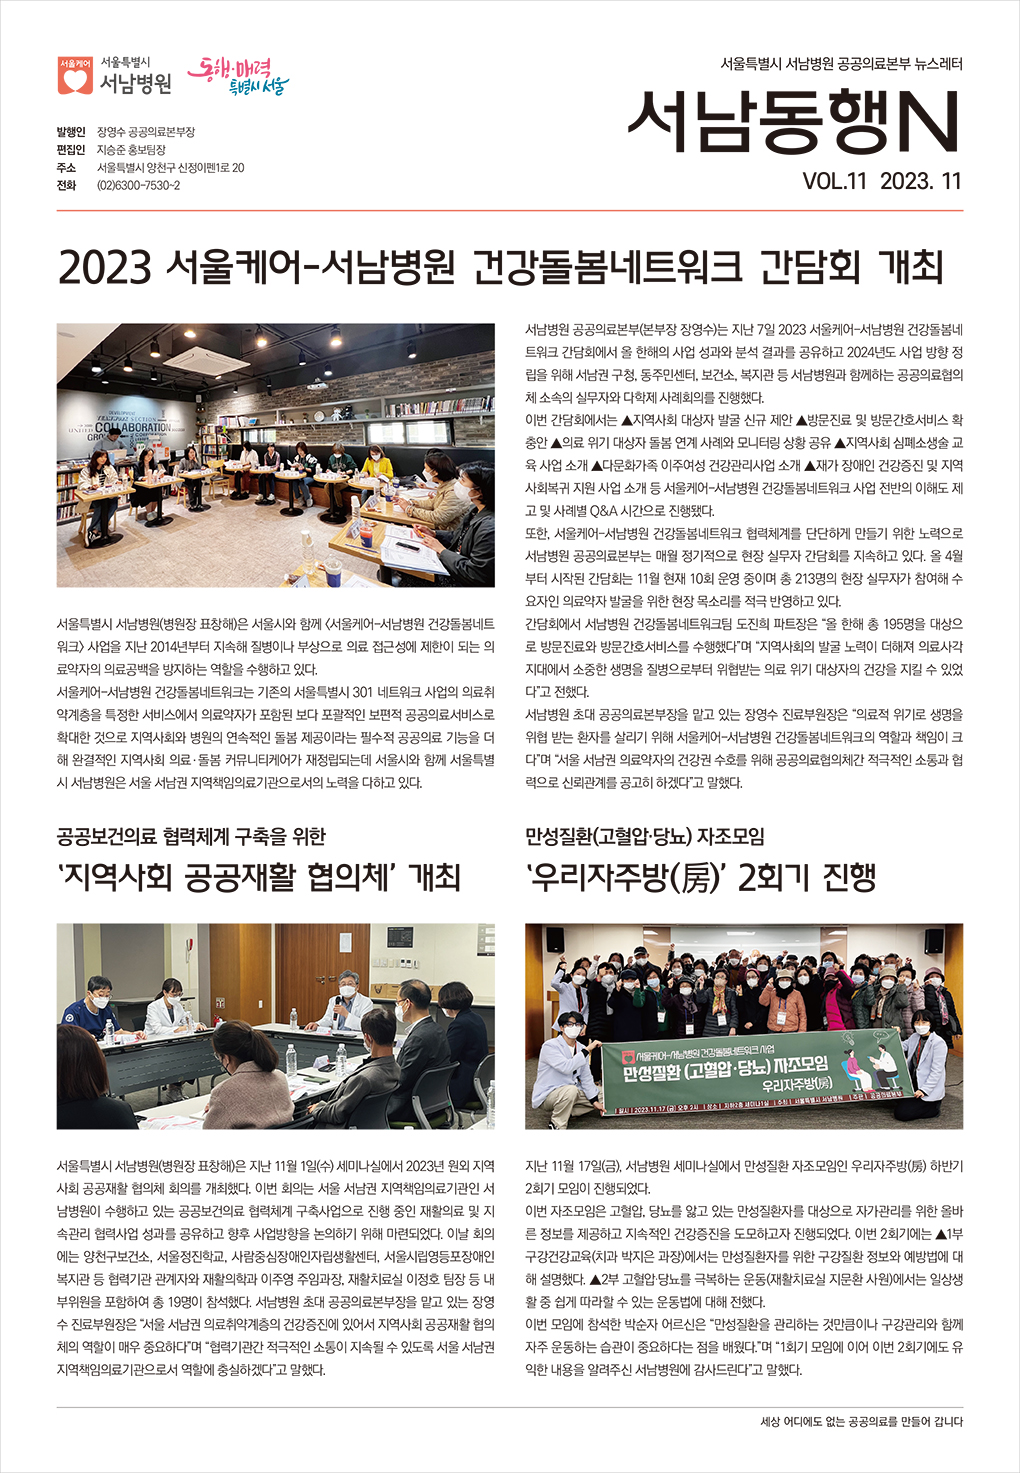 서울케어
서울특별시
서남병원
동행·매력
특별시 서울
발행인 장영수 공공의료본부장
편집인 지승준 홍보팀장
주소 서울특별시 양천구 신정이펜1로 20
전화 (02)6300-7530~2
서울특별시 서남병원 공공의료본부 뉴스레터
서남동행N
VOL.11 2023. 11
2023 서울케어-서남병원 건강돌봄네트워크 간담회 개최
COLLABORATION
서울특별시 서남병원(병원장 표창해)은 서울시와 함께 <서울케어-서남병원 건강돌봄네트
워크> 사업을 지난 2014년부터 지속해 질병이나 부상으로 의료 접근성에 제한이 되는 의
료약자의 의료공백을 방지하는 역할을 수행하고 있다.
서울케어-서남병원 건강돌봄네트워크는 기존의 서울특별시 301 네트워크 사업의 의료취
약계층을 특정한 서비스에서 의료약자가 포함된 보다 포괄적인 보편적 공공의료서비스로
확대한 것으로 지역사회와 병원의 연속적인 돌봄 제공이라는 필수적 공공의료 기능을 더
해 완결적인 지역사회 의료·돌봄 커뮤니티케어가 재정립되는데 서울시와 함께 서울특별
시 서남병원은 서울 서남권 지역책임의료기관으로서의 노력을 다하고 있다.
서남병원 공공의료본부(본부장 장영수)는 지난 7일 2023 서울케어-서남병원 건강돌봄네
트워크 간담회에서 올 한해의 사업 성과와 분석 결과를 공유하고 2024년도 사업 방향 정
립을 위해 서남권 구청, 동주민센터, 보건소, 복지관 등 서남병원과 함께하는 공공의료협의
체 소속의 실무자와 다학제 사례회의를 진행했다.
이번 간담회에서는 ▲지역사회 대상자 발굴 신규 제안 ▲방문진료 및 방문간호서비스 확
충안 ▲의료 위기 대상자 돌봄 연계 사례와 모니터링 상황 공유 ▲지역사회 심폐소생술 교
육 사업 소개 ▲다문화가족 이주여성 건강관리사업 소개 ▲재가 장애인 건강증진 및 지역
사회복귀 지원 사업 소개 등 서울케어-서남병원 건강돌봄네트워크 사업 전반의 이해도 제
고 및 사례별 Q&A 시간으로 진행됐다.
또한, 서울케어-서남병원 건강돌봄네트워크 협력체계를 단단하게 만들기 위한 노력으로
서남병원 공공의료본부는 매월 정기적으로 현장 실무자 간담회를 지속하고 있다. 올 4월
부터 시작된 간담회는 11월 현재 10회 운영 중이며 총 213명의 현장 실무자가 참여해 수
요자인 의료약자 발굴을 위한 현장 목소리를 적극 반영하고 있다.
간담회에서 서남병원 건강돌봄네트워크팀 도진희 파트장은 “올 한해 총 195명을 대상으
로 방문진료와 방문간호서비스를 수행했다”며 “지역사회의 발굴 노력이 더해져 의료사각
지대에서 소중한 생명을 질병으로부터 위협받는 의료 위기 대상자의 건강을 지킬 수 있었
다”고 전했다.
서남병원 초대 공공의료본부장을 맡고 있는 장영수 진료부원장은 “의료적 위기로 생명을
위협 받는 환자를 살리기 위해 서울케어-서남병원 건강돌봄네트워크의 역할과 책임이 크
다”며 “서울 서남권 의료약자의 건강권 수호를 위해 공공의료협의체간 적극적인 소통과 협
력으로 신뢰관계를 공고히 하겠다”고 말했다.
공공보건의료 협력체계 구축을 위한
‘지역사회 공공재활 협의체’ 개최
서울특별시 서남병원(병원장 표창해)은 지난 11월 1일(수) 세미나실에서 2023년 원외 지역
사회 공공재활 협의체 회의를 개최했다. 이번 회의는 서울 서남권 지역책임의료기관인 서
남병원이 수행하고 있는 공공보건의료 협력체계 구축사업으로 진행 중인 재활의료 및 지
속관리 협력사업 성과를 공유하고 향후 사업방향을 논의하기 위해 마련되었다. 이날 회의
에는 양천구보건소, 서울정진학교, 사람중심장애인자립생활센터, 서울시립영등포장애인
복지관 등 협력기관 관계자와 재활의학과 이주영 주임과장, 재활치료실 이정호 팀장 등 내
부위원을 포함하여 총 19명이 참석했다. 서남병원 초대 공공의료본부장을 맡고 있는 장영
수 진료부원장은 “서울 서남권 의료취약계층의 건강증진에 있어서 지역사회 공공재활 협의
체의 역할이 매우 중요하다”며 “협력기관간 적극적인 소통이 지속될 수 있도록 서울 서남권
지역책임의료기관으로서 역할에 충실하겠다”고 말했다.
만성질환(고혈압·당뇨) 자조모임
‘우리자주방(房)’ 2회기 진행
서울케어-서남병원 건강돌봄네트워크 사업
만성질환 (고혈압·당뇨) 자조모임
우리자주방(房)
| 일시 | 2023.11.17 (금) 오후 2시 | 장소 | 지하2층 세미나실 | 주최 | 서울특별시 서남병원 | 주관 | 공공의료본부
지난 11월 17일(금), 서남병원 세미나실에서 만성질환 자조모임인 우리자주방(房) 하반기
2회기 모임이 진행되었다.
이번 자조모임은 고혈압, 당뇨를 앓고 있는 만성질환자를 대상으로 자가관리를 위한 올바
른 정보를 제공하고 지속적인 건강증진을 도모하고자 진행되었다. 이번 2회기에는 ▲1부
구강건강교육(치과 박지은 과장)에서는 만성질환자를 위한 구강질환 정보와 예방법에 대
해 설명했다. ▲2부 고혈압·당뇨를 극복하는 운동(재활치료실 지문환 사원)에서는 일상생
활 중 쉽게 따라할 수 있는 운동법에 대해 전했다.
이번 모임에 참석한 박순자 어르신은 “만성질환을 관리하는 것만큼이나 구강관리와 함께
자주 운동하는 습관이 중요하다는 점을 배웠다.”며 “1회기 모임에 이어 이번 2회기에도 유
익한 내용을 알려주신 서남병원에 감사드린다”고 말했다.
세상 어디에도 없는 공공의료를 만들어 갑니다